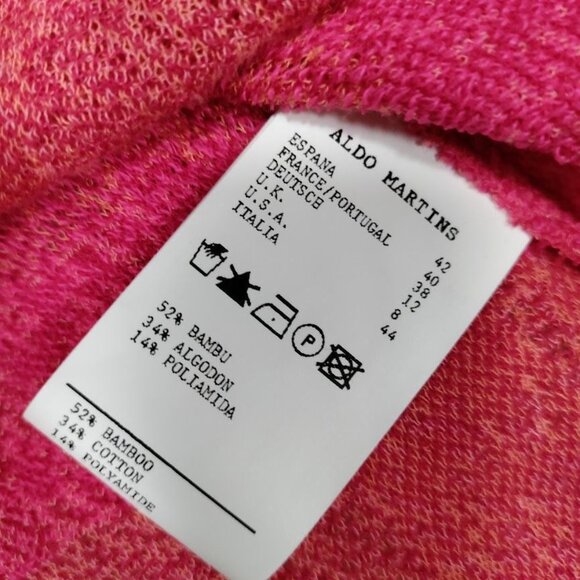 ALDO MARTINS
ESPANA 42
FRANCE/PORTUGAL 40
DEUTSCH 38
U.K. 12
U.S.A. 8
ITALIA 44
P
52% BAMBU
34% ALGODON
14% POLIAMIDA
52% BAMBOO
34% COTTON
14% POLYAMIDE